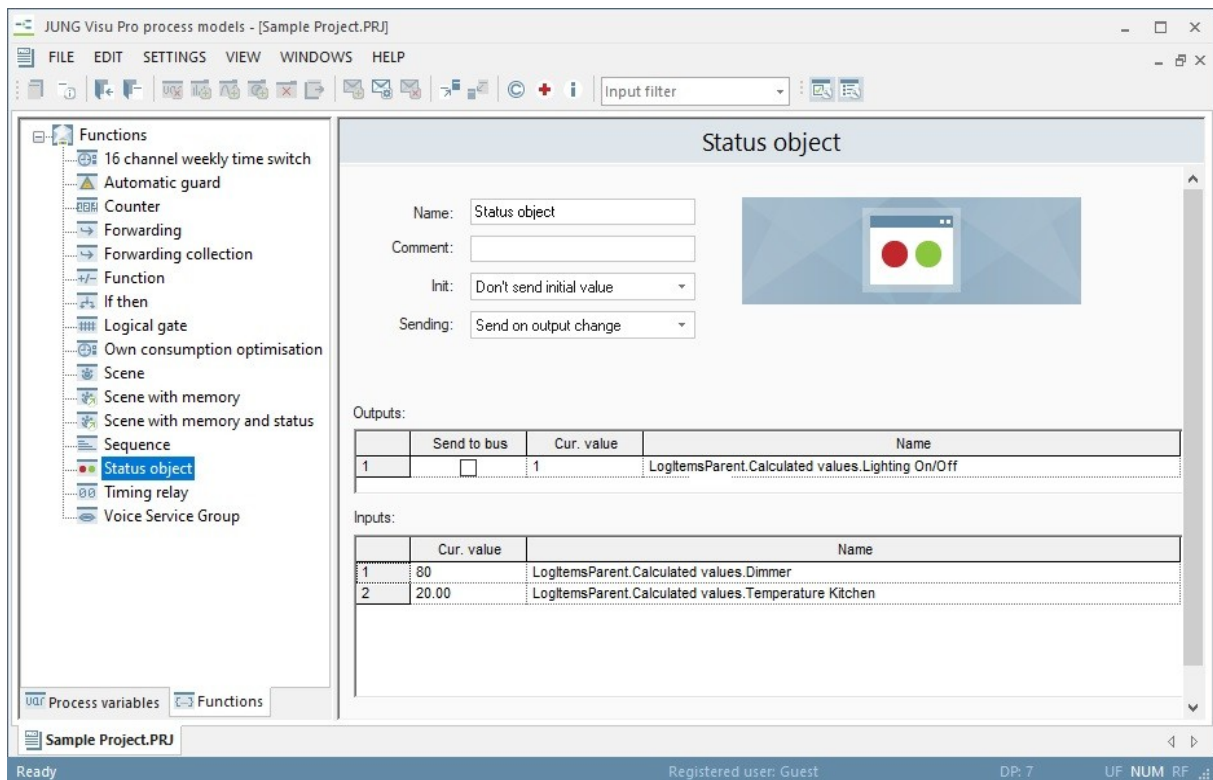 JUNG Visu Pro process models - [Sample Project.PRJ]
FILE EDIT SETTINGS VIEW WINDOWS HELP
Input filter
Functions
16 channel weekly time switch
Automatic guard
Counter
Forwarding
Forwarding collection
Function
If then
Logical gate
Own consumption optimisation
Scene
Scene with memory
Scene with memory and status
Sequence
Status object
Timing relay
Voice Service Group
Process variables Functions
Status object
Name: Status object
Comment:
Init: Don't send initial value
Sending: Send on output change
Outputs:
Send to bus Cur. value Name
1 1 LogItemsParent.Calculated values.Lighting On/Off
Inputs:
Cur. value Name
1 80 LogItemsParent.Calculated values.Dimmer
2 20.00 LogItemsParent.Calculated values.Temperature Kitchen
Sample Project.PRJ
Ready Registered user: Guest DP: 7 UF NUM RF